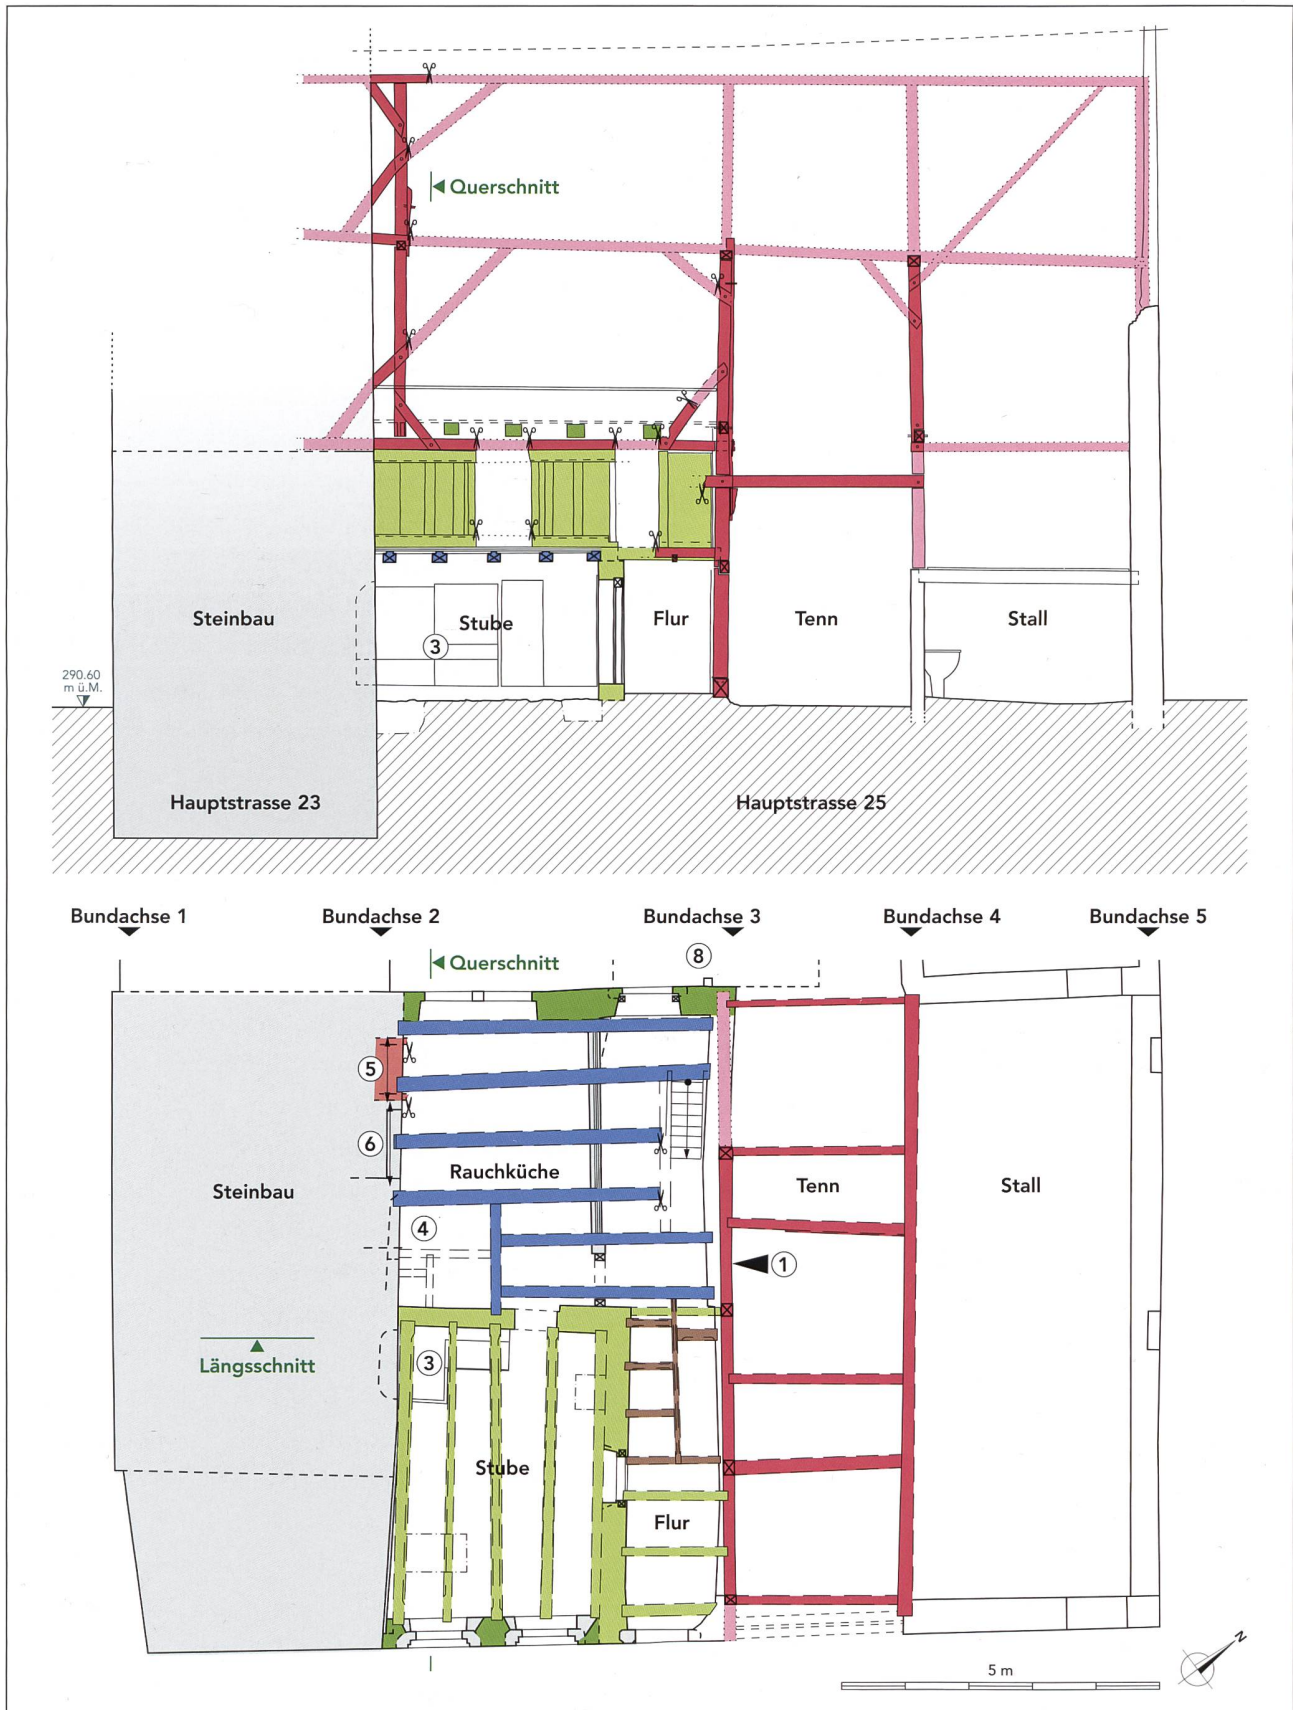 Querschnitt
Steinbau
Stube
Flur
Tenn
Stall
3
290.60
m ü.M.
Hauptstrasse 23
Hauptstrasse 25
Bundachse 1
Bundachse 2
Bundachse 3
Bundachse 4
Bundachse 5
Querschnitt
8
5
6
Rauchküche
Steinbau
Tenn
Stall
4
1
Längsschnitt
3
Stube
Flur
N
5 m